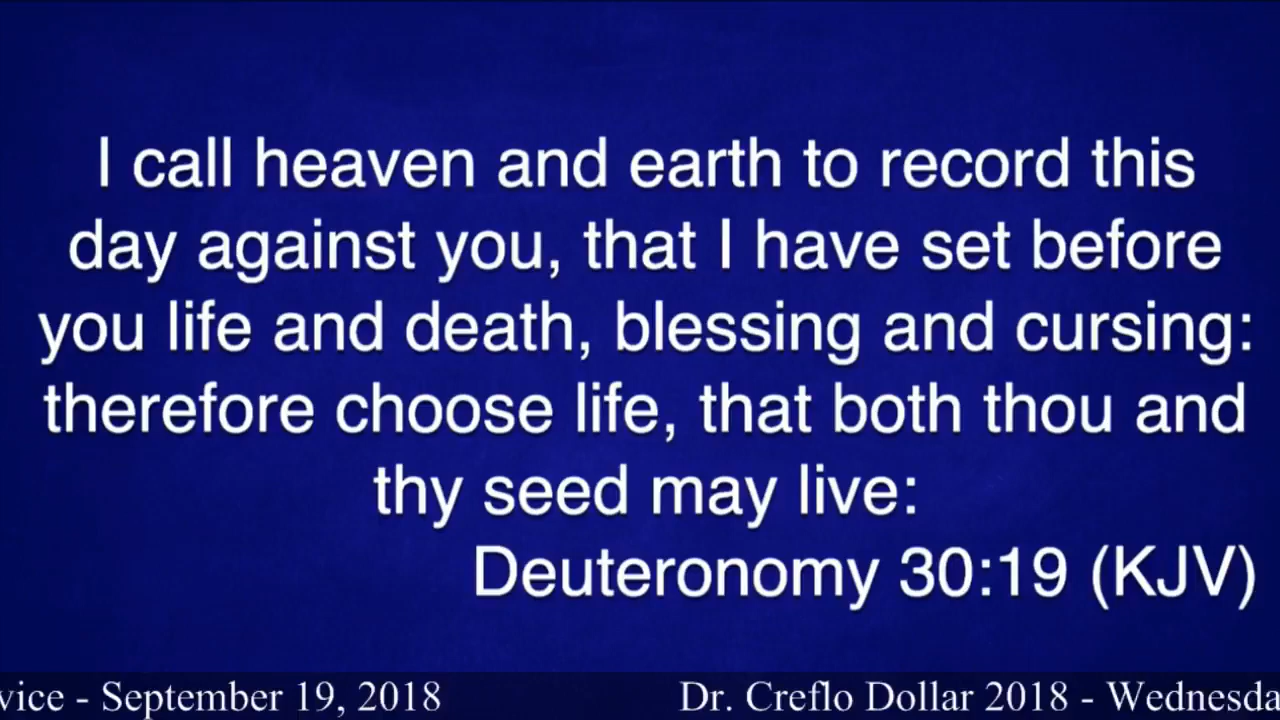 I call heaven and earth to record this
day against you, that I have set before
you life and death, blessing and cursing:
therefore choose life, that both thou and
thy seed may live:
Deuteronomy 30:19 (KJV)
vice - September 19, 2018 Dr. Creflo Dollar 2018 - Wednesda